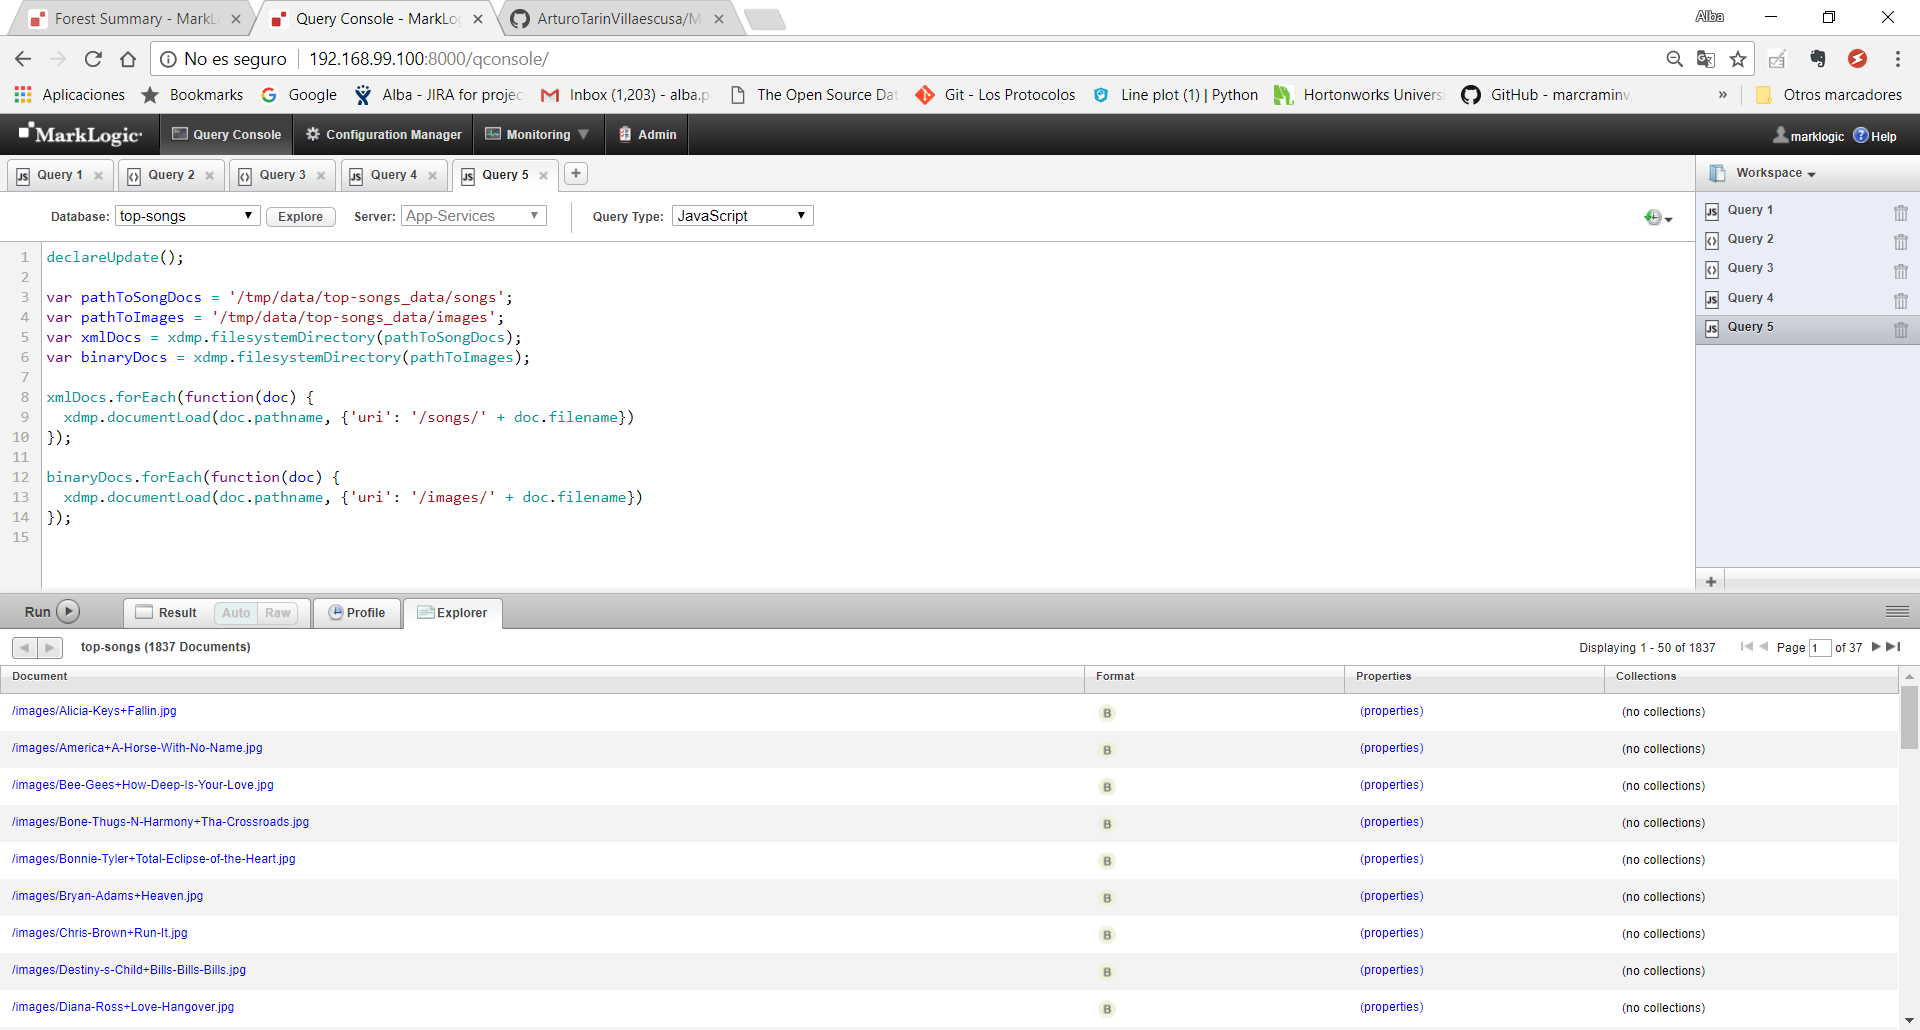 Forest Summary - MarkL
Query Console - MarkLo
ArturoTarinVillaescusa/M
Alba
No es seguro
192.168.99.100:8000/qconsole/
Aplicaciones
Bookmarks
Google
Alba - JIRA for projec
Inbox (1,203) - alba.p
The Open Source Dat
Git - Los Protocolos
Line plot (1) | Python
Hortonworks Universi
GitHub - marcraminv
»
Otros marcadores
MarkLogic
Query Console
Configuration Manager
Monitoring
Admin
marklogic
Help
Query 1
Query 2
Query 3
Query 4
Query 5
Workspace
Database: top-songs
Explore
Server: App-Services
Query Type: JavaScript
Query 1
Query 2
Query 3
Query 4
Query 5
1 declareUpdate();
2
3 var pathToSongDocs = '/tmp/data/top-songs_data/songs';
4 var pathToImages = '/tmp/data/top-songs_data/images';
5 var xmlDocs = xdmp.filesystemDirectory(pathToSongDocs);
6 var binaryDocs = xdmp.filesystemDirectory(pathToImages);
7
8 xmlDocs.forEach(function(doc) {
9 xdmp.documentLoad(doc.pathname, {'uri': '/songs/' + doc.filename})
10 });
11
12 binaryDocs.forEach(function(doc) {
13 xdmp.documentLoad(doc.pathname, {'uri': '/images/' + doc.filename})
14 });
15
Run
Result
Auto
Raw
Profile
Explorer
top-songs (1837 Documents)
Displaying 1 - 50 of 1837
Page 1 of 37
Document Format Properties Collections
/images/Alicia-Keys+Fallin.jpg B (properties) (no collections)
/images/America+A-Horse-With-No-Name.jpg B (properties) (no collections)
/images/Bee-Gees+How-Deep-Is-Your-Love.jpg B (properties) (no collections)
/images/Bone-Thugs-N-Harmony+Tha-Crossroads.jpg B (properties) (no collections)
/images/Bonnie-Tyler+Total-Eclipse-of-the-Heart.jpg B (properties) (no collections)
/images/Bryan-Adams+Heaven.jpg B (properties) (no collections)
/images/Chris-Brown+Run-It.jpg B (properties) (no collections)
/images/Destiny-s-Child+Bills-Bills-Bills.jpg B (properties) (no collections)
/images/Diana-Ross+Love-Hangover.jpg B (properties) (no collections)